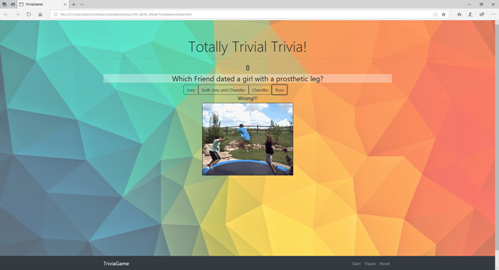 TriviaGame
Totally Trivial Trivia!
8
Which Friend dated a girl with a prosthetic leg?
Joey Both Joey and Chandler Chandler Ross
Wrong!!!
TriviaGame Start Pause Reset